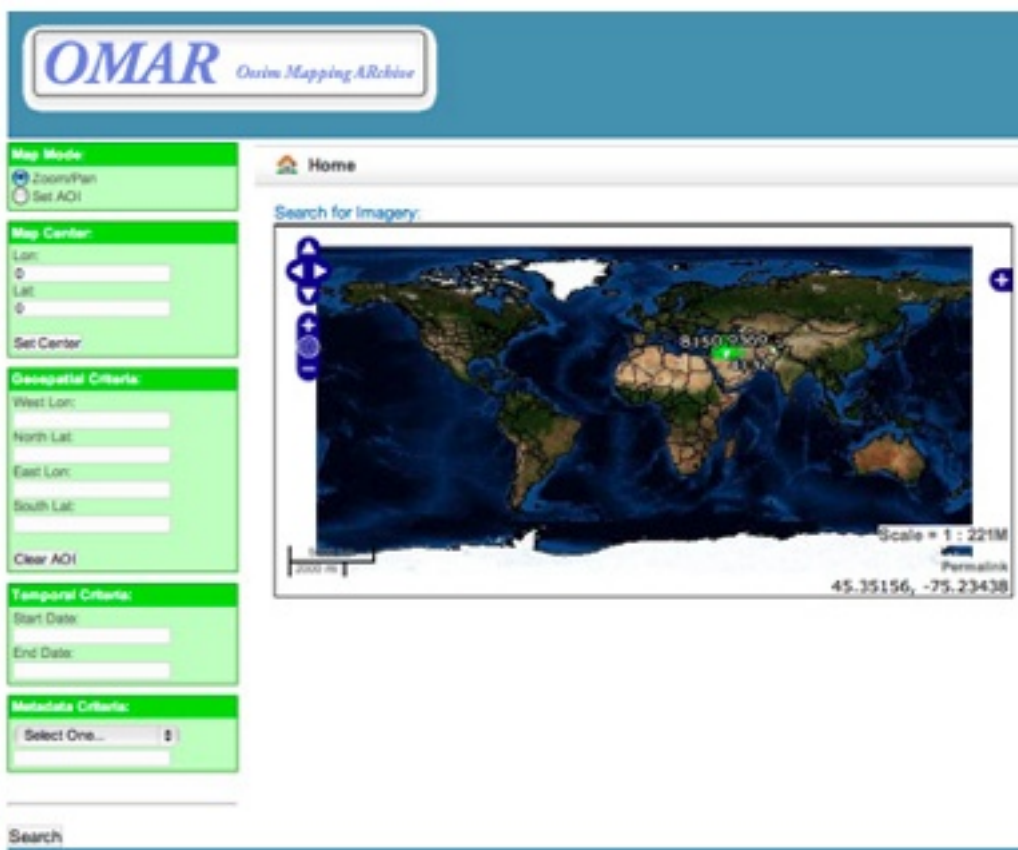 OMAR Ossim Mapping ARchive
Map Mode:
Zoom/Pan
Set AOI
Map Center:
Lon:
0
Lat:
0
Set Center
Geospatial Criteria:
West Lon:
North Lat:
East Lon:
South Lat:
Clear AOI
Temporal Criteria:
Start Date:
End Date:
Metadata Criteria:
Select One...
Search
Home
Search for Imagery:
Scale = 1 : 221M
2000 mi
Permalink
45.35156, -75.23438